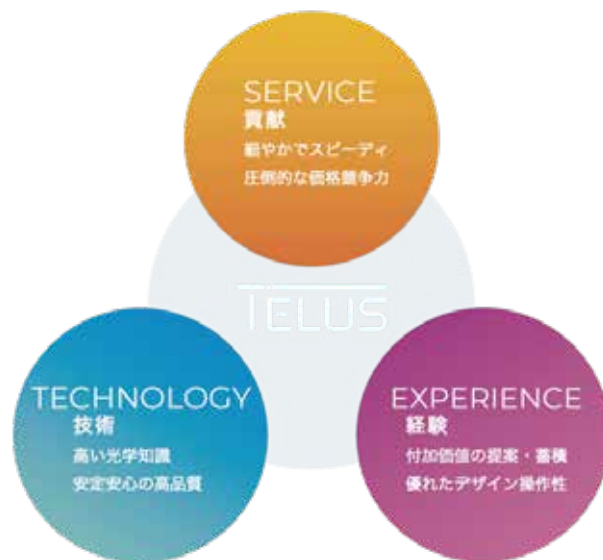 SERVICE
貢献
細やかでスピーディ
圧倒的な価格競争力
TELUS
TECHNOLOGY
技術
高い光学知識
安定安心の高品質
EXPERIENCE
経験
付加価値の提案・蓄積
優れたデザイン操作性